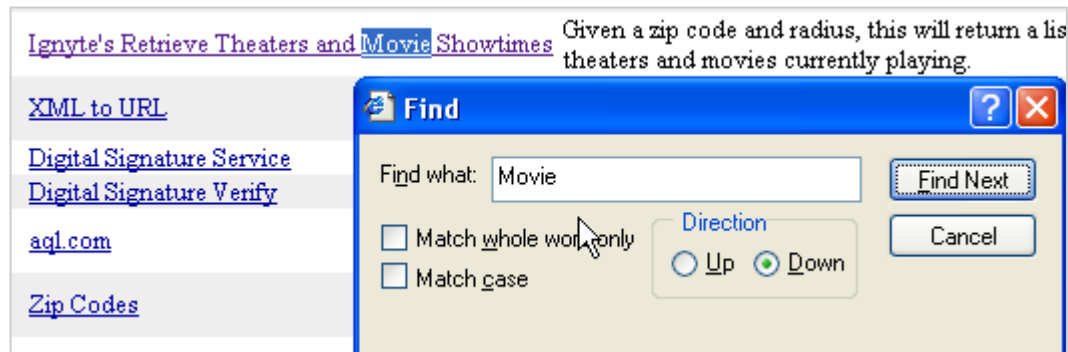 Ignyte's Retrieve Theaters and Movie Showtimes
Given a zip code and radius, this will return a lis
theaters and movies currently playing.
XML to URL
Digital Signature Service
Digital Signature Verify
aql.com
Zip Codes
Find
Find what: Movie
Find Next
Match whole word only
Match case
Direction
Up Down
Cancel